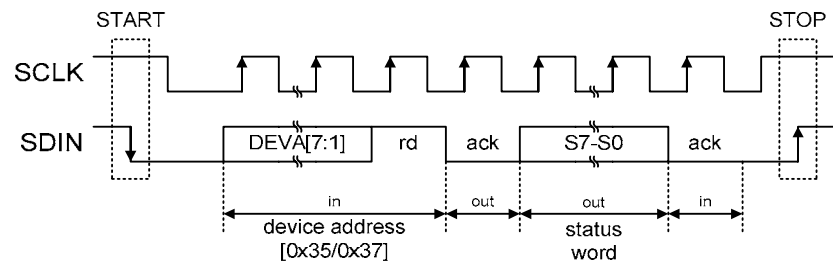 START
STOP
SCLK
SDIN
DEVA[7:1]
rd
ack
S7-S0
ack
in
out
out
in
device address
[0x35/0x37]
status
word